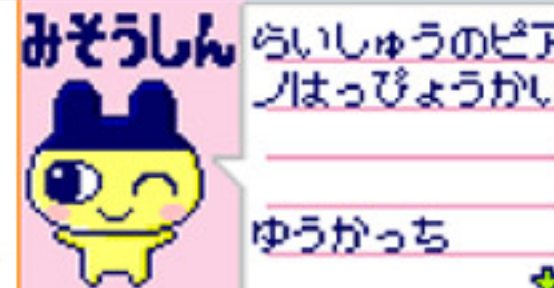 みそうしん
らいしゅうのピア
ノはっぴょうかい
ゆうかっち